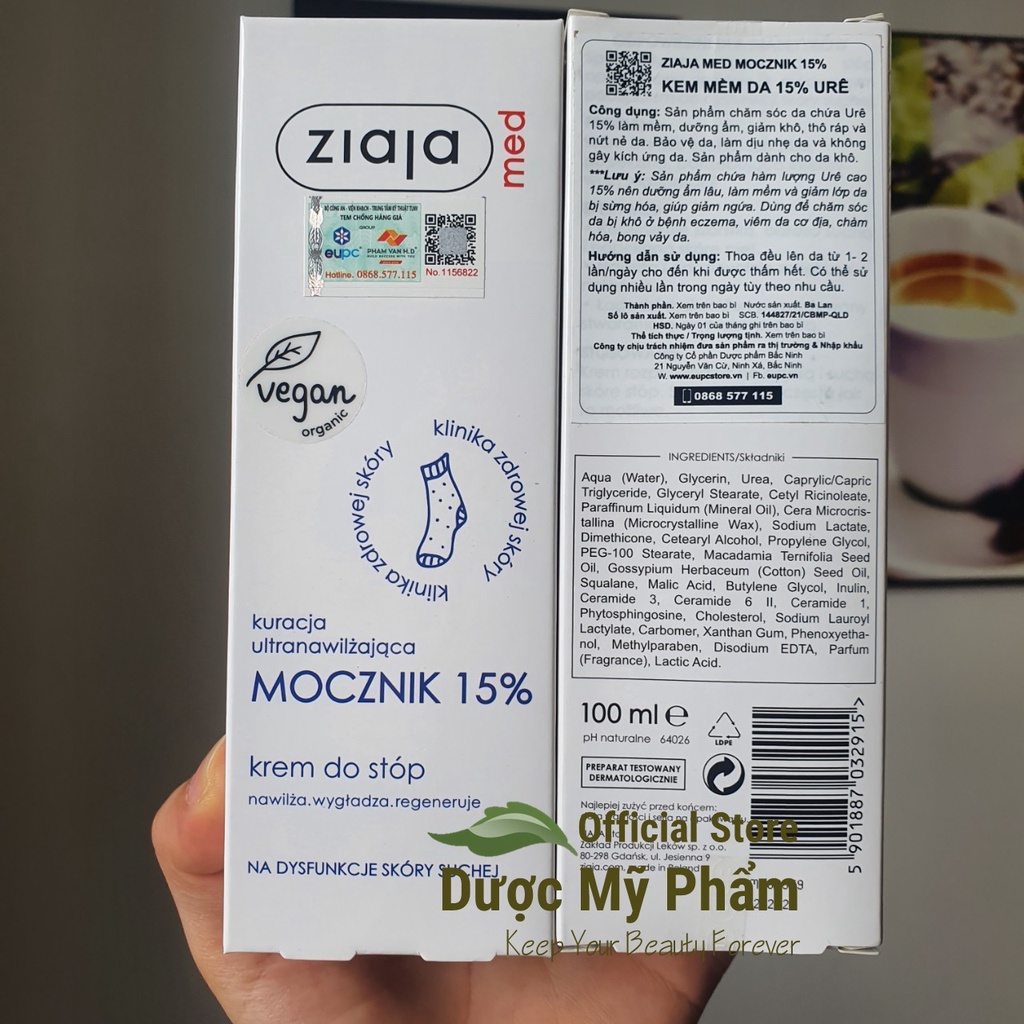 ziaja
med
BỘ CÔNG AN - VIỆN KH&CN - TRUNG TÂM KỸ THUẬT TLNV
TEM CHỐNG HÀNG GIẢ
GROUP
eupc
PHAM VAN H.D
BUILD SUCCESS WITH YOU
Hotline. 0868.577.115
No.1156822
vegan
organic
klinika zdrowej skóry
klinika zdrowej skóry
kuracja
ultranawilżająca
MOCZNIK 15%
krem do stóp
nawilża.wygładza.regeneruje
NA DYSFUNKCJE SKÓRY SUCHEJ
ZIAJA MED MOCZNIK 15%
KEM MỀM DA 15% URÊ
Công dụng: Sản phẩm chăm sóc da chứa Urê
15% làm mềm, dưỡng ẩm, giảm khô, thô ráp và
nứt nẻ da. Bảo vệ da, làm dịu nhẹ da và không
gây kích ứng da. Sản phẩm dành cho da khô.
***Lưu ý: Sản phẩm chứa hàm lượng Urê cao
15% nên dưỡng ẩm lâu, làm mềm và giảm lớp da
bị sừng hóa, giúp giảm ngứa. Dùng để chăm sóc
da bị khô ở bệnh eczema, viêm da cơ địa, chàm
hóa, bong vảy da.
Hướng dẫn sử dụng: Thoa đều lên da từ 1- 2
lần/ngày cho đến khi được thấm hết. Có thể sử
dụng nhiều lần trong ngày tùy theo nhu cầu.
Thành phần. Xem trên bao bì Nước sản xuất. Ba Lan
Số lô sản xuất. Xem trên bao bì SCB. 144827/21/CBMP-QLD
HSD. Ngày 01 của tháng ghi trên bao bì
Thể tích thực / Trọng lượng tịnh. Xem trên bao bì
Công ty chịu trách nhiệm đưa sản phẩm ra thị trường & Nhập khẩu
Công ty Cổ phần Dược phẩm Bắc Ninh
21 Nguyễn Văn Cừ, Ninh Xá, Bắc Ninh
W. www.eupcstore.vn | Fb. eupc.vn
0868 577 115
INGREDIENTS/Składniki
Aqua (Water), Glycerin, Urea, Caprylic/Capric
Triglyceride, Glyceryl Stearate, Cetyl Ricinoleate,
Paraffinum Liquidum (Mineral Oil), Cera Microcris-
tallina (Microcrystalline Wax), Sodium Lactate,
Dimethicone, Cetearyl Alcohol, Propylene Glycol,
PEG-100 Stearate, Macadamia Ternifolia Seed
Oil, Gossypium Herbaceum (Cotton) Seed Oil,
Squalane, Malic Acid, Butylene Glycol, Inulin,
Ceramide 3, Ceramide 6 II, Ceramide 1,
Phytosphingosine, Cholesterol, Sodium Lauroyl
Lactylate, Carbomer, Xanthan Gum, Phenoxyetha-
nol, Methylparaben, Disodium EDTA, Parfum
(Fragrance), Lactic Acid.
100 ml e
pH naturalne 64026
LDPE
PREPARAT TESTOWANY
DERMATOLOGICZNIE
5 901887 032915 >
Najlepiej zużyć przed końcem:
Zakład Produkcji Leków sp. z o.o.
80-298 Gdańsk, ul. Jesienna 9
ziaja.com, made in Poland
Official Store
Dược Mỹ Phẩm
Keep Your Beauty Forever